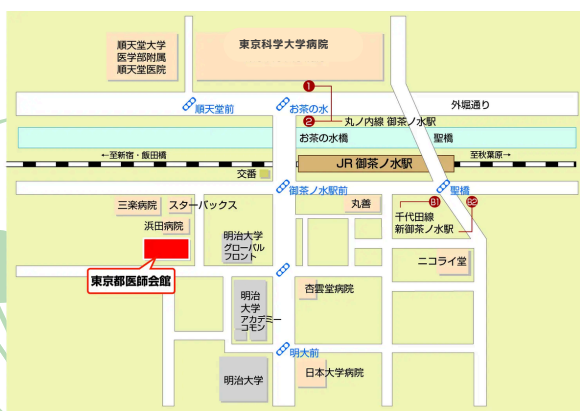 順天堂大学
医学部附属
順天堂医院
東京科学大学病院
1
順天堂前
お茶の水
外堀通り
2
丸ノ内線 御茶ノ水駅
お茶の水橋
聖橋
←至新宿・飯田橋
JR 御茶ノ水駅
至秋葉原→
交番
御茶ノ水駅前
聖橋
三楽病院
スターバックス
丸善
B1
B2
浜田病院
千代田線
新御茶ノ水駅
明治大学
グローバル
フロント
ニコライ堂
東京都医師会館
杏雲堂病院
明治
大学
アカデミー
コモン
明大前
明治大学
日本大学病院